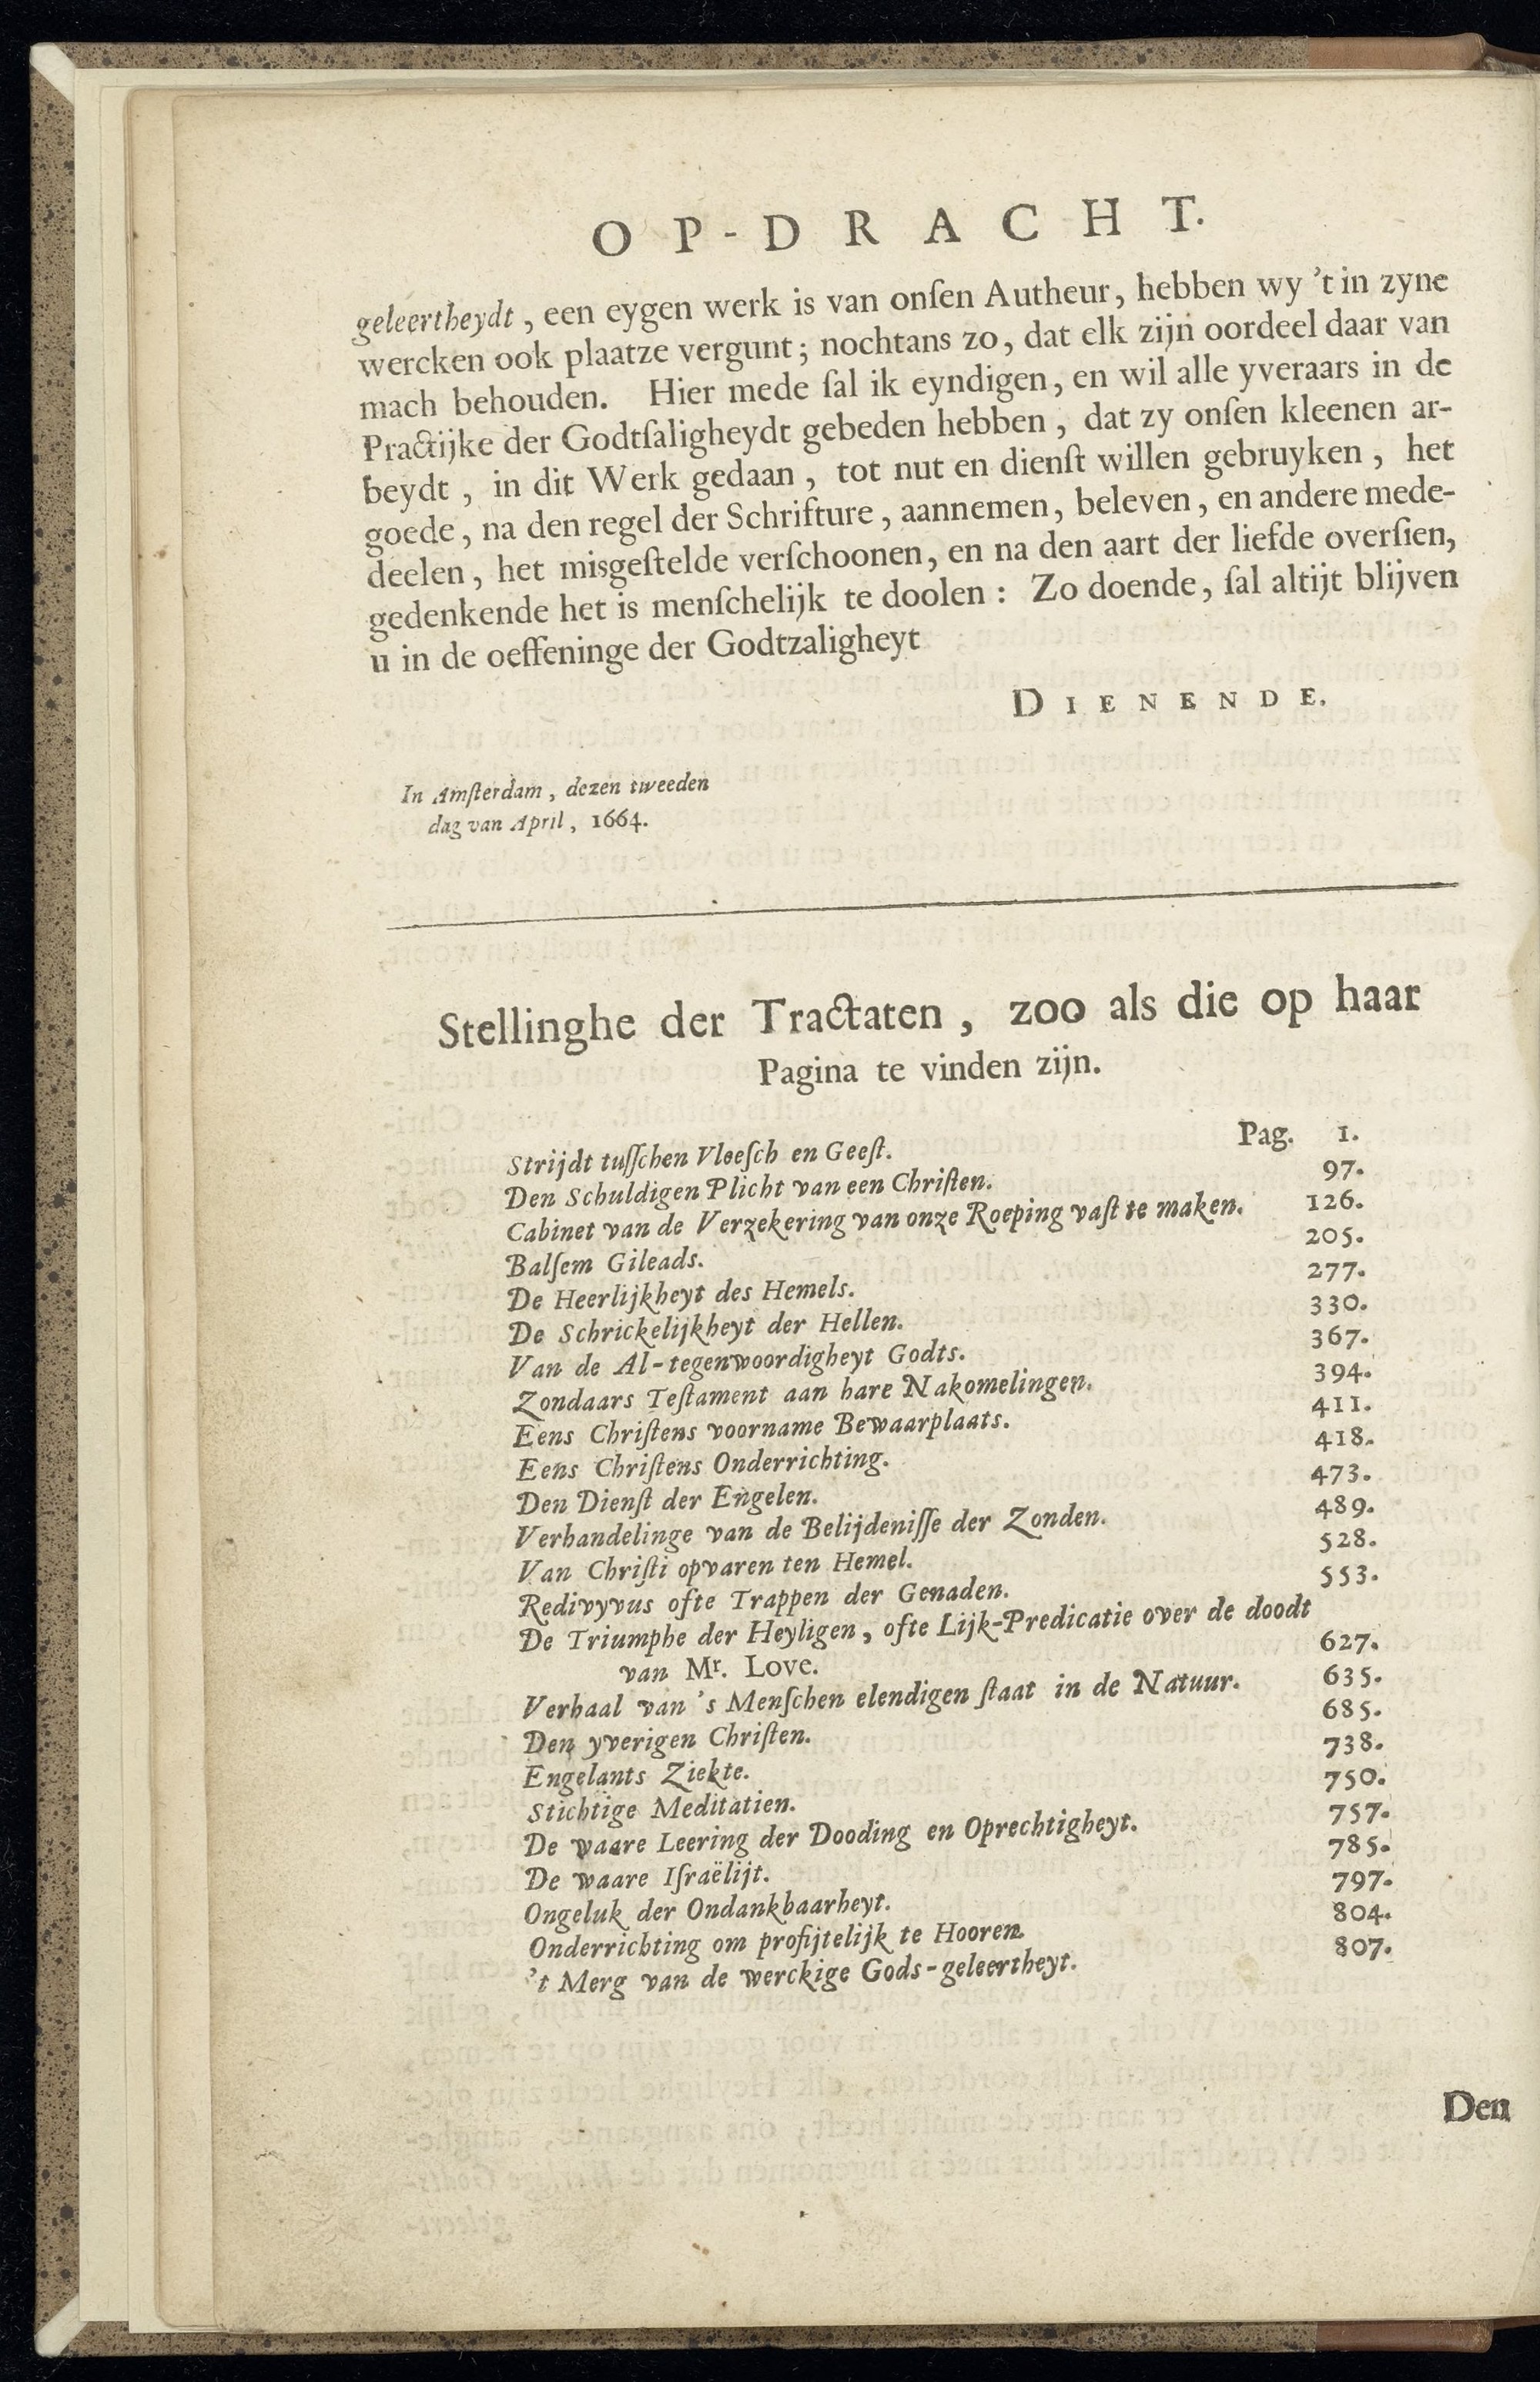 OP-DRACHT.
geleertheydt, een eygen werk is van onſen Autheur, hebben wy 't in zyne
wercken ook plaatze vergunt; nochtans zo, dat elk zijn oordeel daar van
mach behouden. Hier mede ſal ik eyndigen, en wil alle yveraars in de
Practijke der Godtſaligheydt gebeden hebben, dat zy onſen kleenen ar-
beydt, in dit Werk gedaan, tot nut en dienſt willen gebruyken, het
goede, na den regel der Schrifture, aannemen, beleven, en andere mede-
deelen, het misgeſtelde verſchoonen, en na den aart der liefde overſien,
gedenkende het is menſchelijk te doolen: Zo doende, ſal altijt blijven
u in de oeffeninge der Godtzaligheyt
DIENENDE.
In Amſterdam, dezen tweeden
dag van April, 1664.
Stellinghe der Tractaten, zoo als die op haar
Pagina te vinden zijn.
Strijdt tuſſchen Vleeſch en Geeſt. Pag. 1.
Den Schuldigen Plicht van een Chriſten. 97.
Cabinet van de Verzekering van onze Roeping vaſt te maken. 126.
Balſem Gileads. 205.
De Heerlijkheyt des Hemels. 277.
De Schrickelijkheyt der Hellen. 330.
Van de Al-tegenwoordigheyt Godts. 367.
Zondaars Teſtament aan hare Nakomelingen. 394.
Eens Chriſtens voorname Bewaarplaats. 411.
Eens Chriſtens Onderrichting. 418.
Den Dienſt der Engelen. 473.
Verhandelinge van de Belijdeniſſe der Zonden. 489.
Van Chriſti opvaren ten Hemel. 528.
Redivyvus ofte Trappen der Genaden. 553.
De Triumphe der Heyligen, ofte Lijk-Predicatie over de doodt
van Mr. Love. 627.
Verhaal van 's Menſchen elendigen ſtaat in de Natuur. 635.
Den yverigen Chriſten. 685.
Engelants Ziekte. 738.
Stichtige Meditatien. 750.
De waare Leering der Dooding en Oprechtigheyt. 757.
De waare Iſraëlijt. 785.
Ongeluk der Ondankbaarheyt. 797.
Onderrichting om profijtelijk te Hooren. 804.
't Merg van de werckige Gods-geleertheyt. 807.
Den